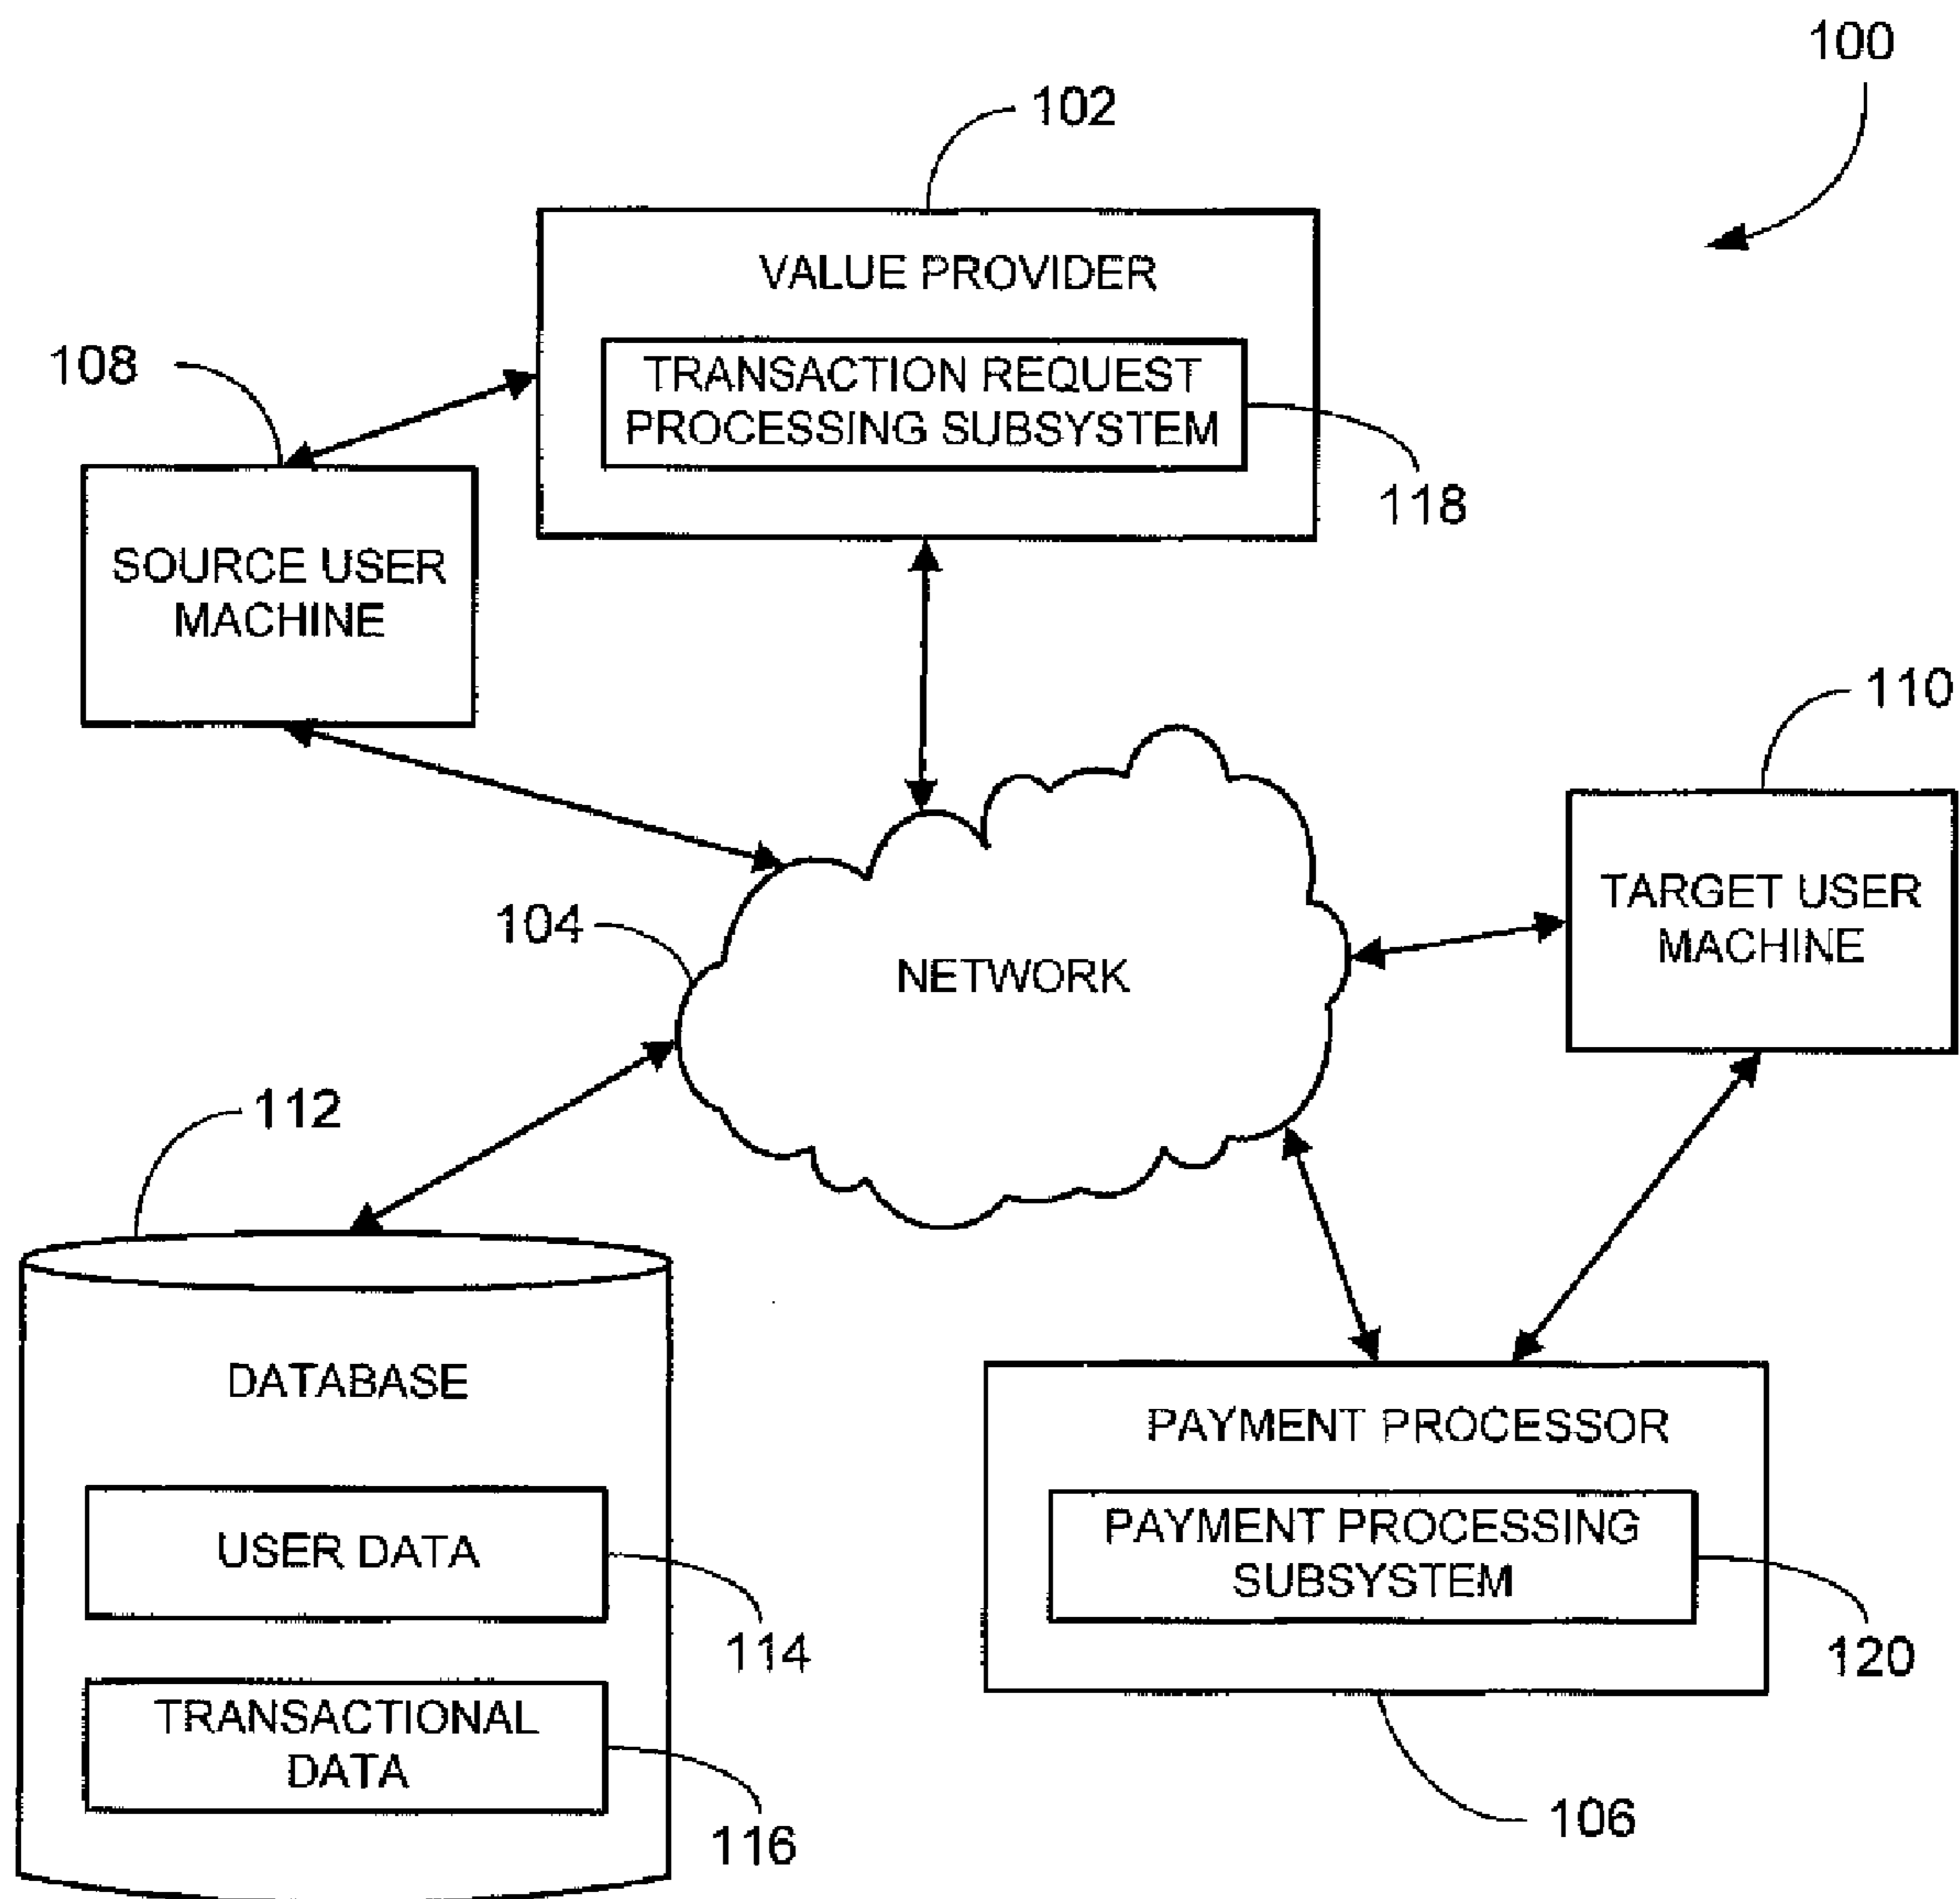 100
102
VALUE PROVIDER
TRANSACTION REQUEST
PROCESSING SUBSYSTEM
118
108
SOURCE USER
MACHINE
110
TARGET USER
MACHINE
104
NETWORK
112
DATABASE
USER DATA
114
TRANSACTIONAL
DATA
116
PAYMENT PROCESSOR
PAYMENT PROCESSING
SUBSYSTEM
120
106